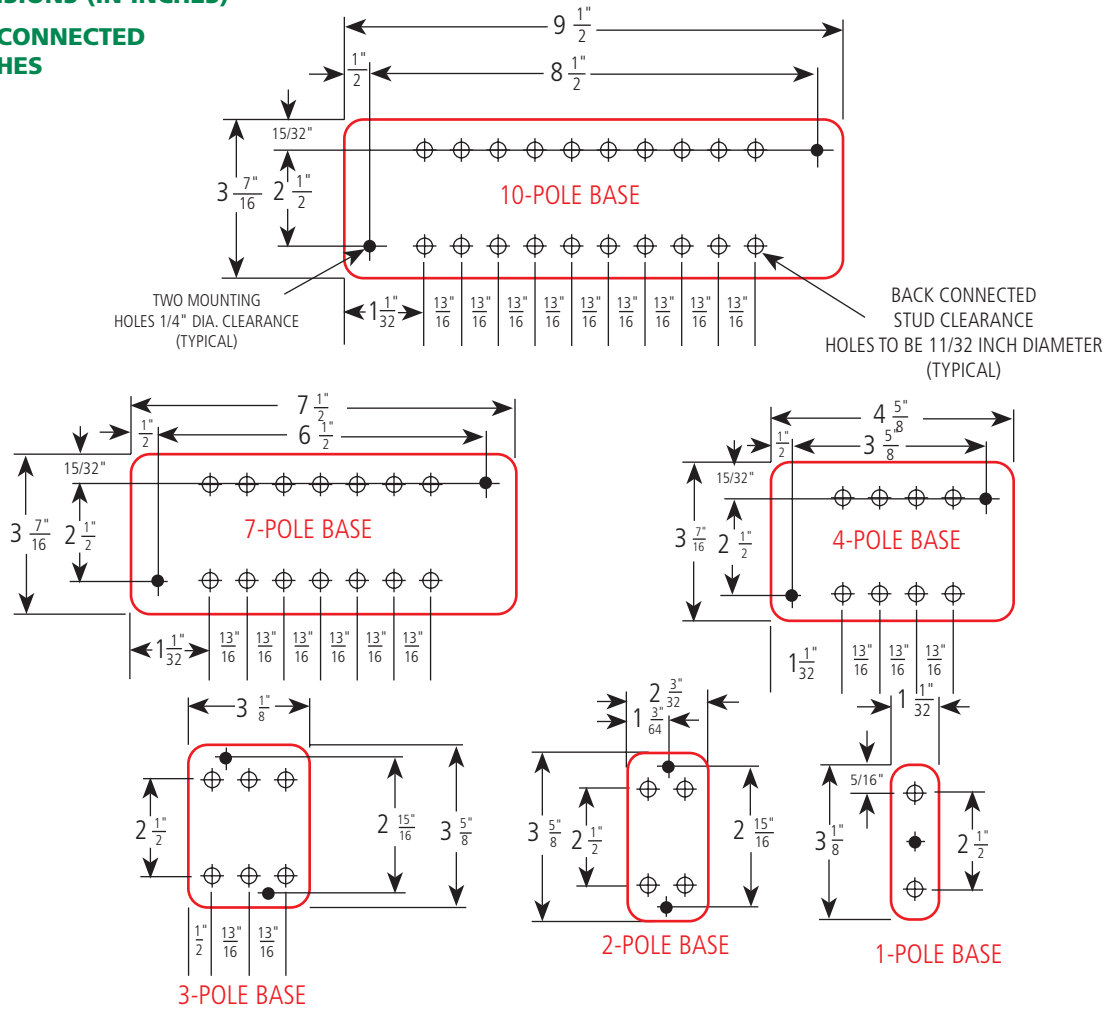 SIONS (IN INCHES)
CONNECTED
HES
9 1/2"
1/2" 8 1/2"
15/32"
3 7/16" 2 1/2"
10-POLE BASE
1 1/32" 13/16" 13/16" 13/16" 13/16" 13/16" 13/16" 13/16" 13/16" 13/16"
TWO MOUNTING
HOLES 1/4" DIA. CLEARANCE
(TYPICAL)
BACK CONNECTED
STUD CLEARANCE
HOLES TO BE 11/32 INCH DIAMETER
(TYPICAL)
7 1/2"
1/2" 6 1/2"
15/32"
3 7/16" 2 1/2"
7-POLE BASE
1 1/32" 13/16" 13/16" 13/16" 13/16" 13/16" 13/16"
4 5/8"
1/2" 3 5/8"
15/32"
3 7/16" 2 1/2"
4-POLE BASE
1 1/32" 13/16" 13/16" 13/16"
3 1/8"
2 1/2" 2 15/16" 3 5/8"
1/2" 13/16" 13/16"
3-POLE BASE
2 3/32"
1 3/64"
3 5/8" 2 1/2" 2 15/16"
2-POLE BASE
1 1/32"
5/16"
3 1/8" 2 1/2"
1-POLE BASE